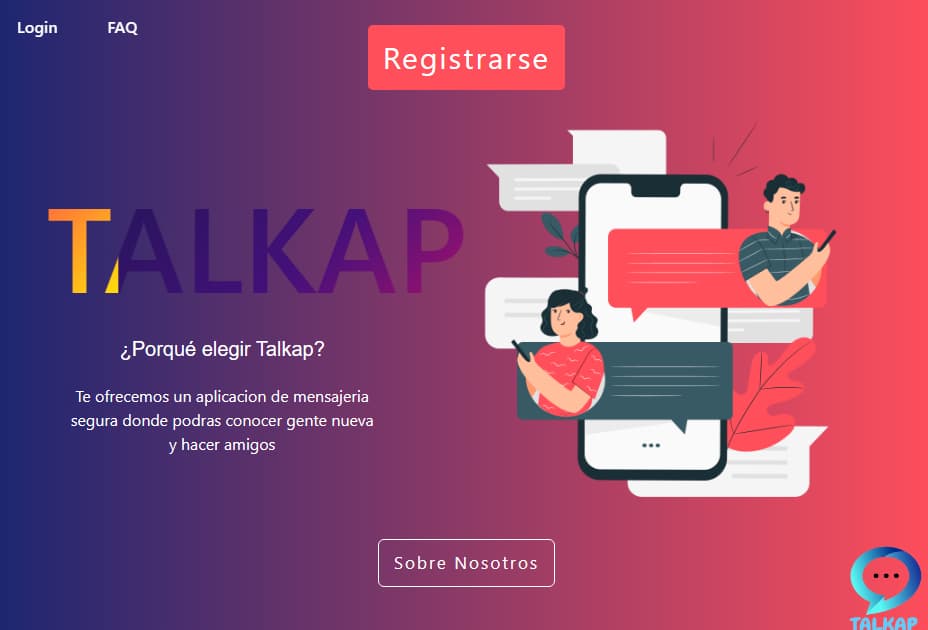 Login
FAQ
Registrarse
TALKAP
¿Porqué elegir Talkap?
Te ofrecemos un aplicacion de mensajeria
segura donde podras conocer gente nueva
y hacer amigos
Sobre Nosotros
TALKAP